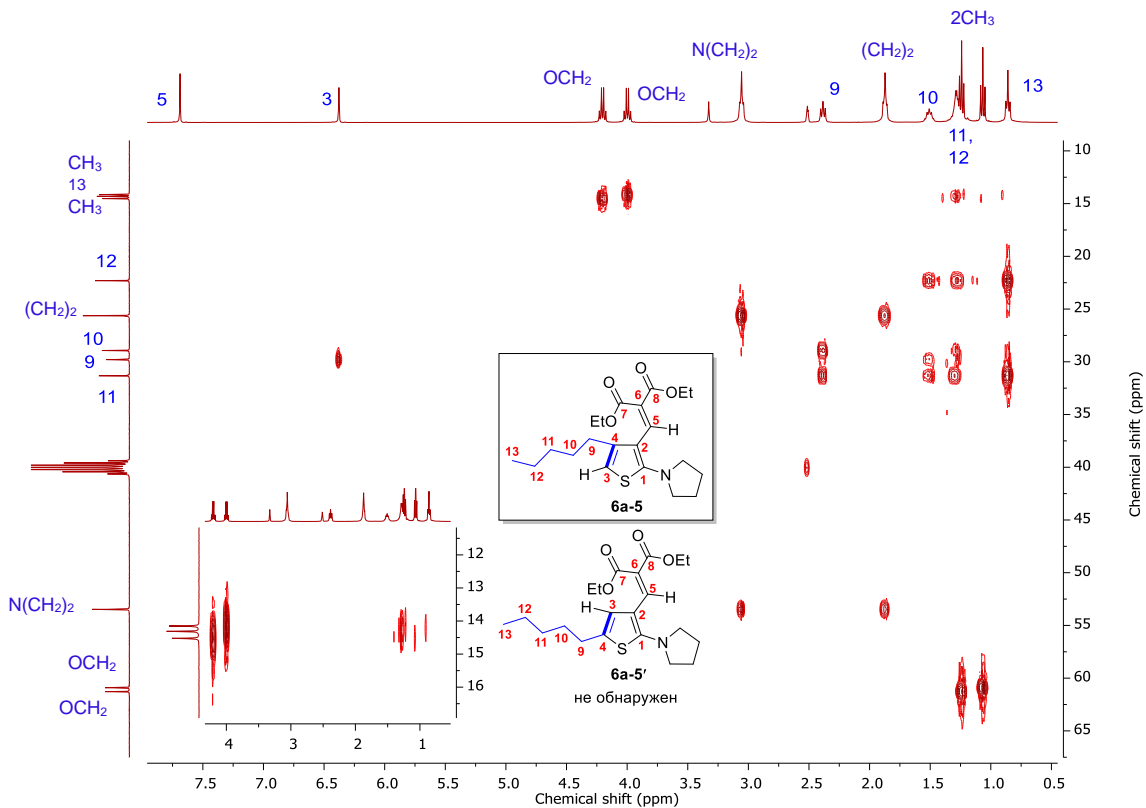 2CH₃
N(CH₂)₂
(CH₂)₂
OCH₂
OCH₂
5
3
9
10
13
11,
12
CH₃
13
CH₃
12
(CH₂)₂
10
9
11
N(CH₂)₂
OCH₂
OCH₂
10
15
20
25
30
35
40
45
50
55
60
65
Chemical shift (ppm)
7.5
7.0
6.5
6.0
5.5
5.0
4.5
4.0
3.5
3.0
2.5
2.0
1.5
1.0
0.5
Chemical shift (ppm)
12
13
14
15
16
4
3
2
1
O
O
OEt
6
8
7
EtO
5
H
13
11
10
4
9
2
12
H
3
S
1
N
6a-5
O
O
OEt
6
8
7
EtO
5
H
3
H
12
2
13
10
11
4
9
S
1
N
6a-5′
не обнаружен